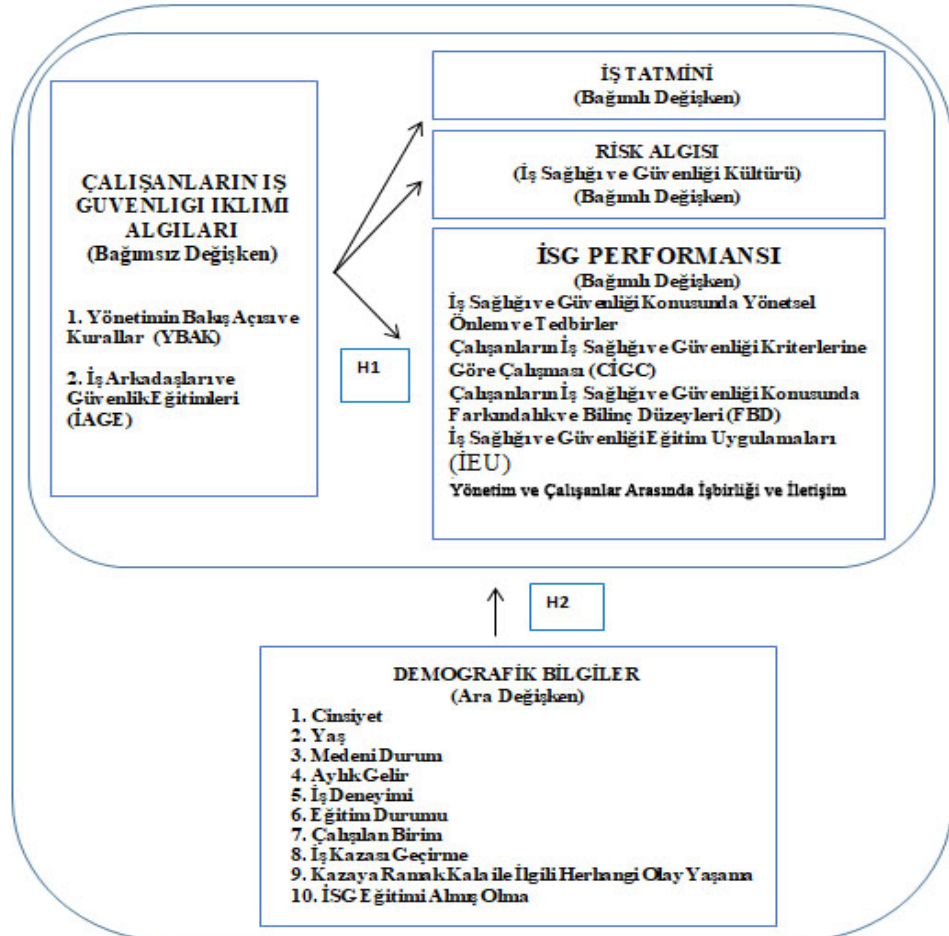 ÇALIŞANLARIN IŞ
GUVENLIGI IKLIMI
ALGILARI
(Bağımsız Değişken)
1. Yönetimin Bakış Açısı ve
Kurallar (YBAK)
2. İş Arkadaşları ve
Güvenlik Eğitimleri
(İAGE)
H1
İŞ TATMİNİ
(Bağımlı Değişken)
RİSK ALGISI
(İş Sağlığı ve Güvenliği Kültürü)
(Bağımlı Değişken)
İSG PERFORMANSI
(Bağımlı Değişken)
İş Sağlığı ve Güvenliği Konusunda Yönetsel
Önlem ve Tedbirler
Çalışanların İş Sağlığı ve Güvenliği Kriterlerine
Göre Çalışması (CİGC)
Çalışanların İş Sağlığı ve Güvenliği Konusunda
Farkındalık ve Bilinç Düzeyleri (FBD)
İş Sağlığı ve Güvenliği Eğitim Uygulamaları
(İEU)
Yönetim ve Çalışanlar Arasında İşbirliği ve İletişim
H2
DEMOGRAFİK BİLGİLER
(Ara Değişken)
1. Cinsiyet
2. Yaş
3. Medeni Durum
4. Aylık Gelir
5. İş Deneyimi
6. Eğitim Durumu
7. Çalışılan Birim
8. İş Kazası Geçirme
9. Kazaya Ramak Kala ile İlgili Herhangi Olay Yaşama
10. İSG Eğitimi Almış Olma